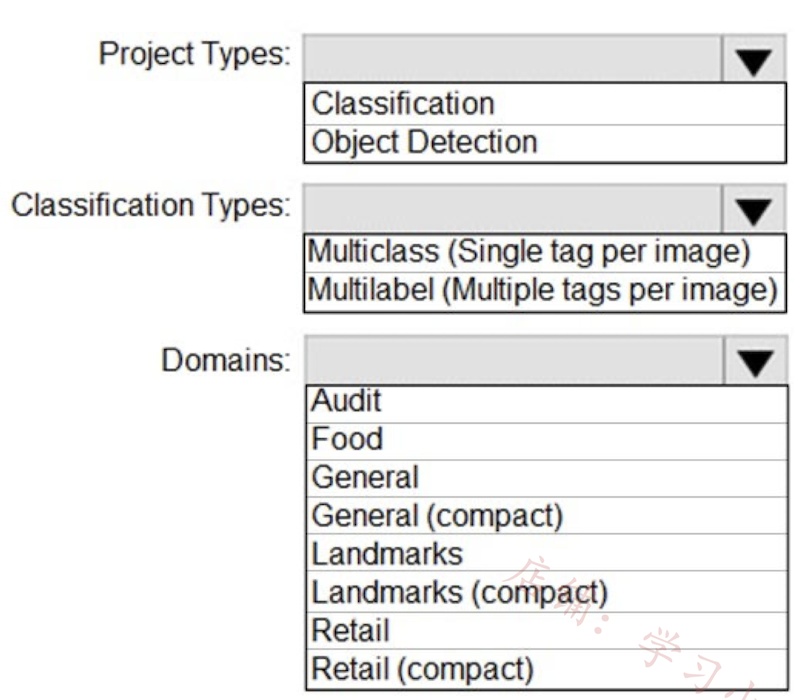 Project Types:
Classification
Object Detection
Classification Types:
Multiclass (Single tag per image)
Multilabel (Multiple tags per image)
Domains:
Audit
Food
General
General (compact)
Landmarks
Landmarks (compact)
Retail
Retail (compact)
店铺：学习小